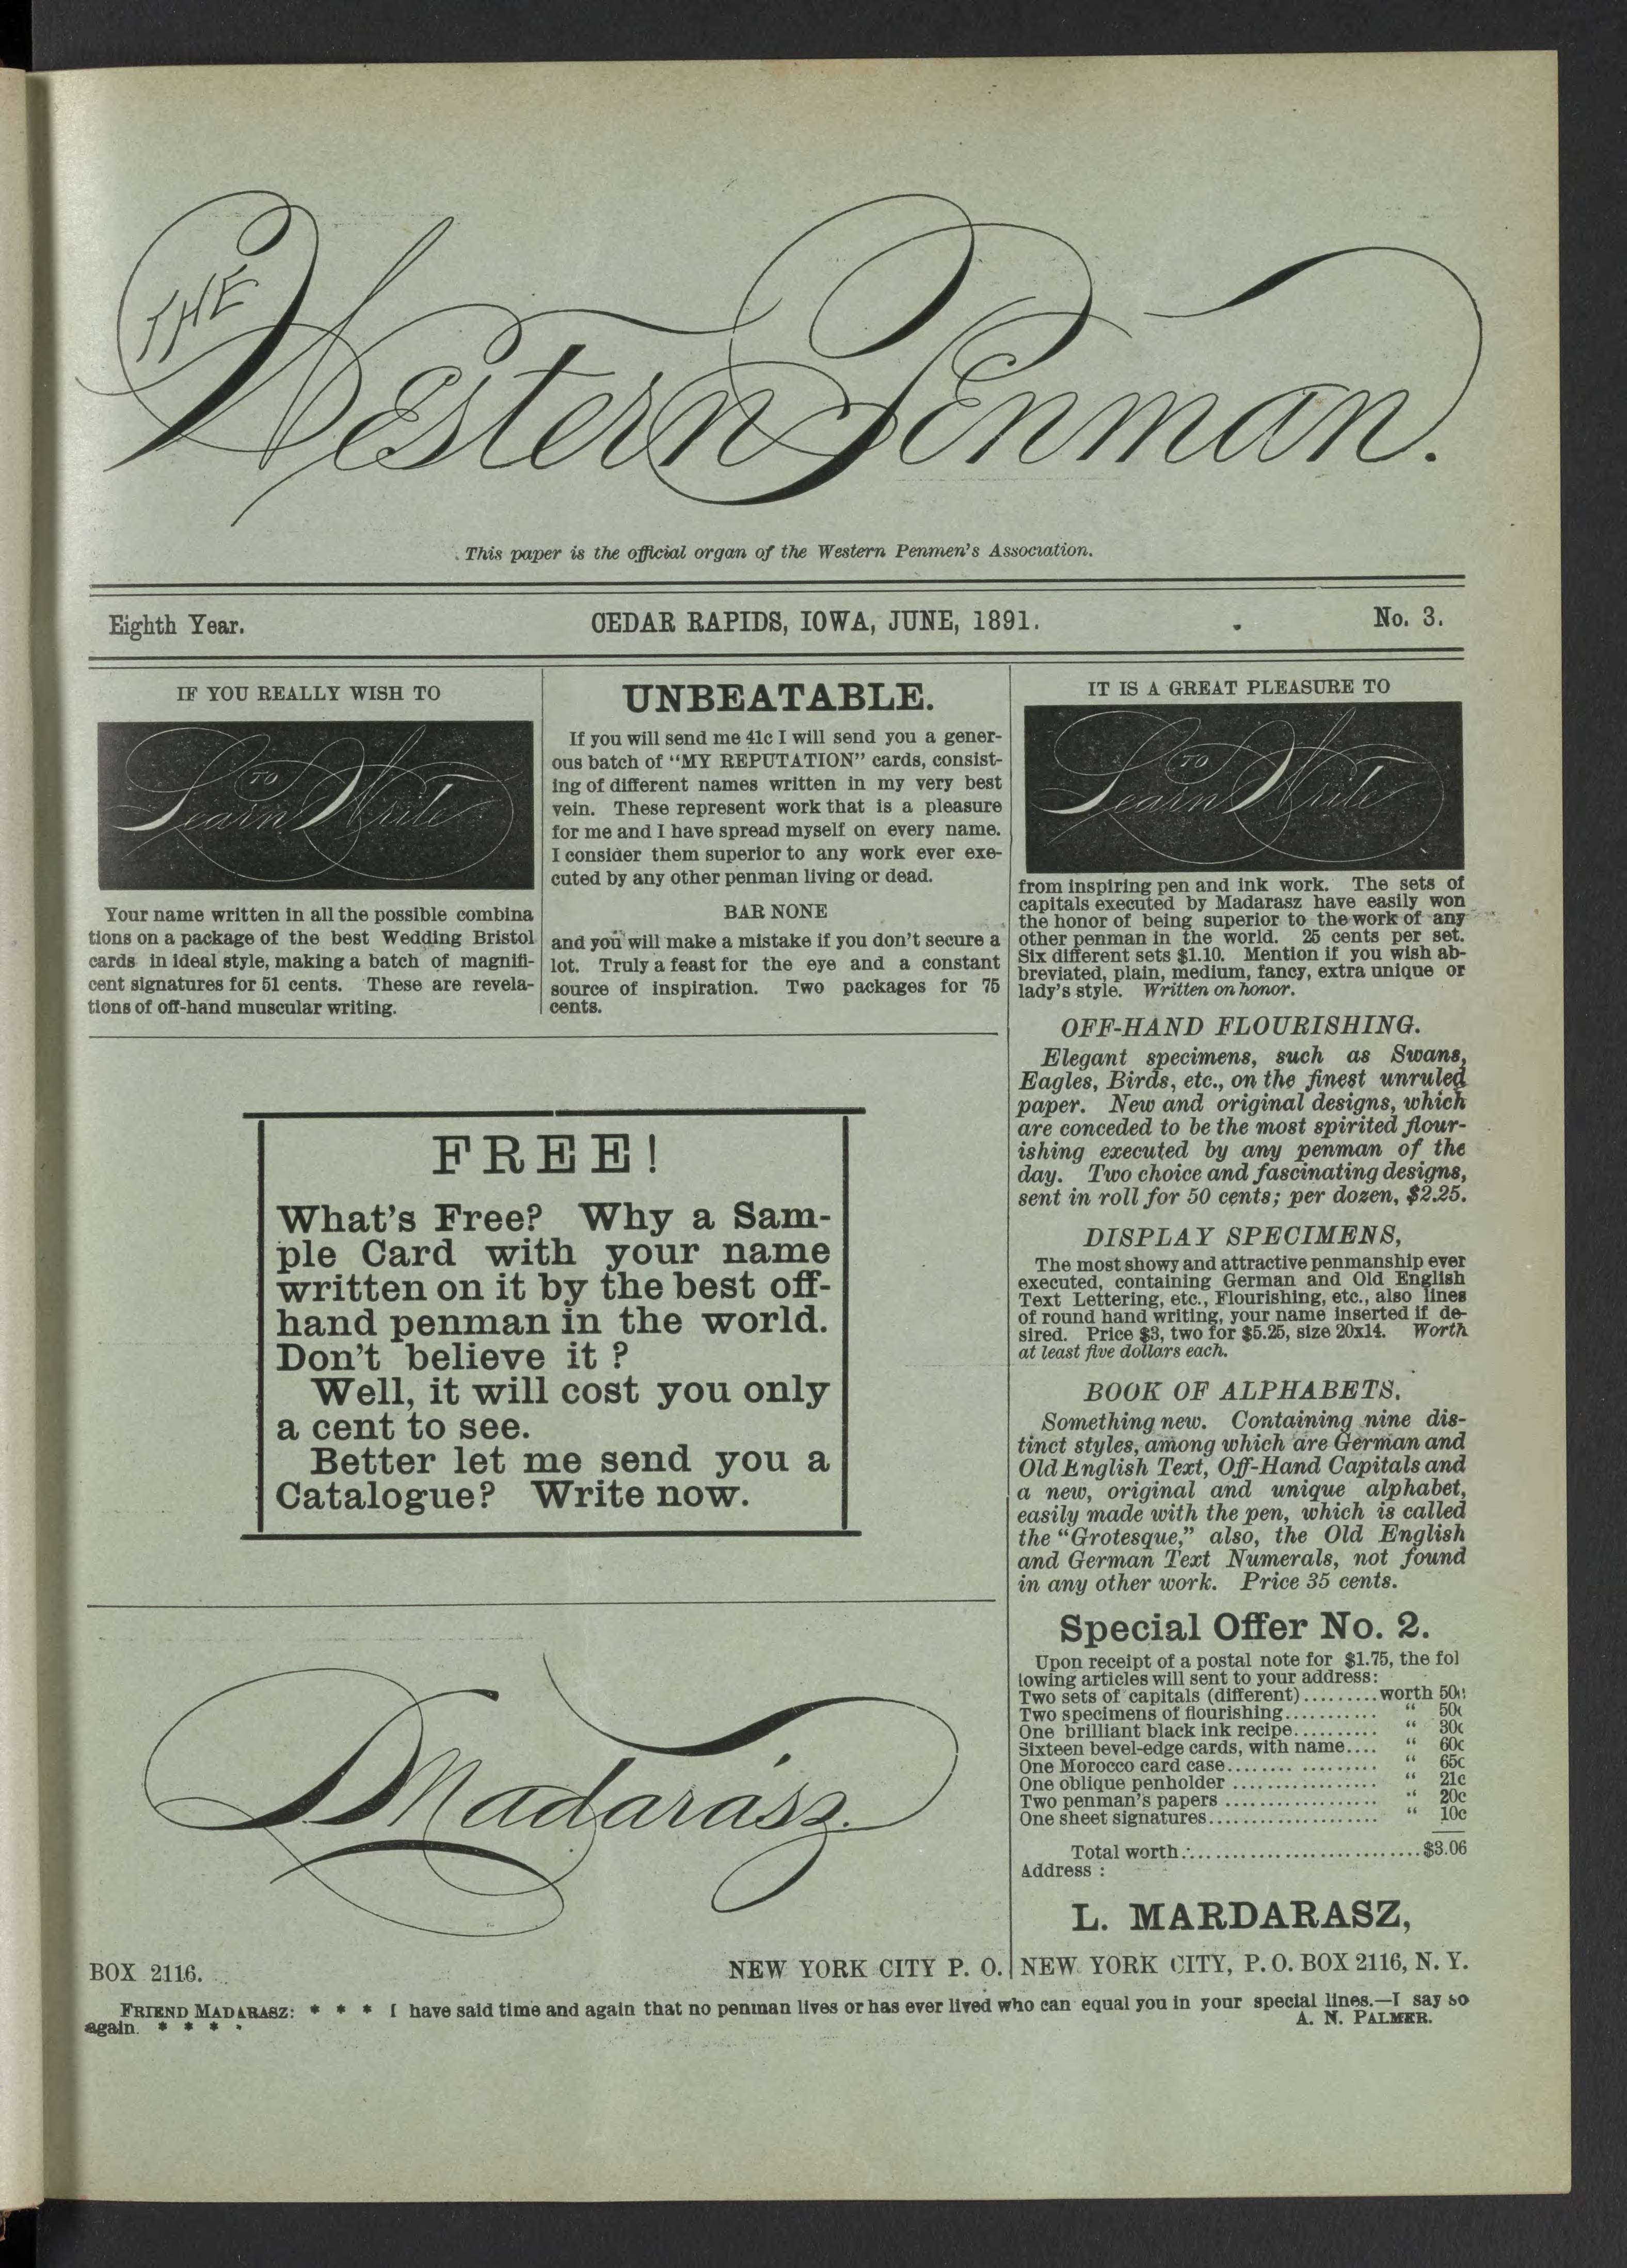 THE
Western Penman.
This paper is the official organ of the Western Penmen's Association.
Eighth Year.
CEDAR RAPIDS, IOWA, JUNE, 1891.
No. 3.
IF YOU REALLY WISH TO
Learn TO Write
Your name written in all the possible combina
tions on a package of the best Wedding Bristol
cards in ideal style, making a batch of magnifi-
cent signatures for 51 cents. These are revela-
tions of off-hand muscular writing.
UNBEATABLE.
If you will send me 41c I will send you a gener-
ous batch of "MY REPUTATION" cards, consist-
ing of different names written in my very best
vein. These represent work that is a pleasure
for me and I have spread myself on every name.
I consider them superior to any work ever exe-
cuted by any other penman living or dead.
BAR NONE
and you will make a mistake if you don't secure a
lot. Truly a feast for the eye and a constant
source of inspiration. Two packages for 75
cents.
FREE!
What's Free? Why a Sam-
ple Card with your name
written on it by the best off-
hand penman in the world.
Don't believe it ?
Well, it will cost you only
a cent to see.
Better let me send you a
Catalogue? Write now.
Madarász.
BOX 2116.
NEW YORK CITY P. O.
IT IS A GREAT PLEASURE TO
Learn TO Write
from inspiring pen and ink work. The sets of
capitals executed by Madarasz have easily won
the honor of being superior to the work of any
other penman in the world. 25 cents per set.
Six different sets $1.10. Mention if you wish ab-
breviated, plain, medium, fancy, extra unique or
lady's style. Written on honor.
OFF-HAND FLOURISHING.
Elegant specimens, such as Swans,
Eagles, Birds, etc., on the finest unruled
paper. New and original designs, which
are conceded to be the most spirited flour-
ishing executed by any penman of the
day. Two choice and fascinating designs,
sent in roll for 50 cents; per dozen, $2.25.
DISPLAY SPECIMENS,
The most showy and attractive penmanship ever
executed, containing German and Old English
Text Lettering, etc., Flourishing, etc., also lines
of round hand writing, your name inserted if de-
sired. Price $3, two for $5.25, size 20x14. Worth
at least five dollars each.
BOOK OF ALPHABETS.
Something new. Containing nine dis-
tinct styles, among which are German and
Old English Text, Off-Hand Capitals and
a new, original and unique alphabet,
easily made with the pen, which is called
the "Grotesque," also, the Old English
and German Text Numerals, not found
in any other work. Price 35 cents.
Special Offer No. 2.
Upon receipt of a postal note for $1.75, the fol
lowing articles will sent to your address:
Two sets of capitals (different).........worth 50c
Two specimens of flourishing........... " 50c
One brilliant black ink recipe.......... " 30c
Sixteen bevel-edge cards, with name.... " 60c
One Morocco card case........ ......... " 65c
One oblique penholder ................. " 21c
Two penman's papers .................. " 20c
One sheet signatures..................... " 10c
Total worth..............................$3.06
Address :
L. MARDARASZ,
NEW YORK CITY, P. O. BOX 2116, N. Y.
FRIEND MADARASZ: * * * I have said time and again that no penman lives or has ever lived who can equal you in your special lines.—I say so
again. * * * *
A. N. PALMER.